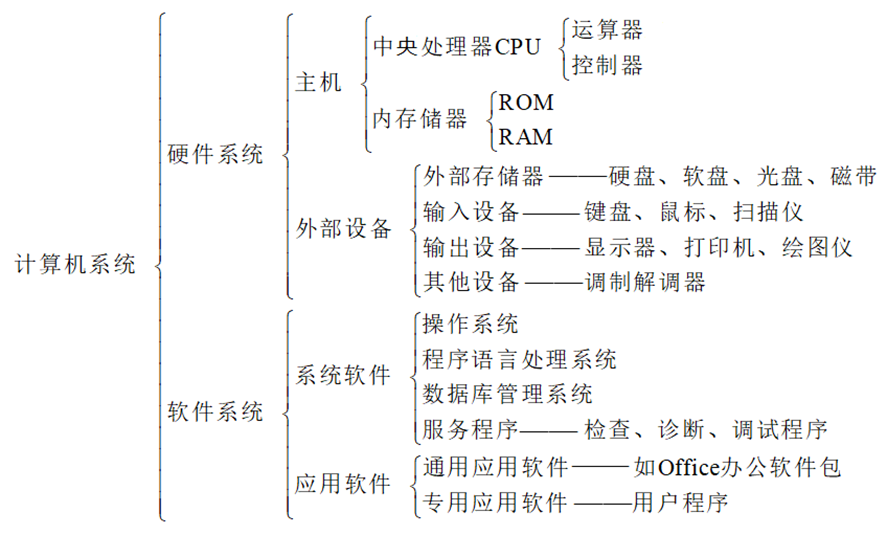 计算机系统
硬件系统
主机
中央处理器CPU
运算器
控制器
内存储器
ROM
RAM
外部设备
外部存储器——硬盘、软盘、光盘、磁带
输入设备——键盘、鼠标、扫描仪
输出设备——显示器、打印机、绘图仪
其他设备——调制解调器
软件系统
系统软件
操作系统
程序语言处理系统
数据库管理系统
服务程序——检查、诊断、调试程序
应用软件
通用应用软件——如Office办公软件包
专用应用软件——用户程序